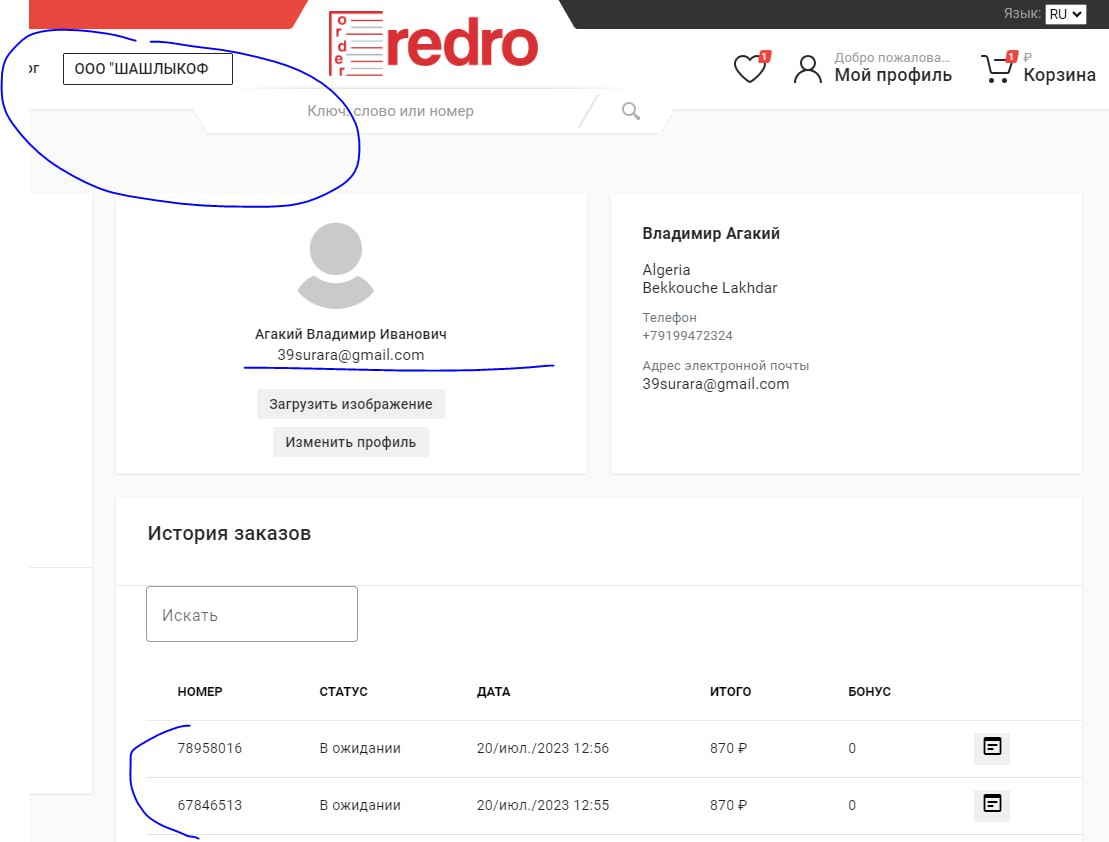 Язык: RU
order redro
ог
ООО "ШАШЛЫКОФ
1
Добро пожалова...
Мой профиль
1
₽
Корзина
Ключ. слово или номер
Агакий Владимир Иванович
39surara@gmail.com
Загрузить изображение
Изменить профиль
Владимир Агакий
Algeria
Bekkouche Lakhdar
Телефон
+79199472324
Адрес электронной почты
39surara@gmail.com
История заказов
Искать
НОМЕР СТАТУС ДАТА ИТОГО БОНУС
78958016 В ожидании 20/июл./2023 12:56 870 ₽ 0
67846513 В ожидании 20/июл./2023 12:55 870 ₽ 0